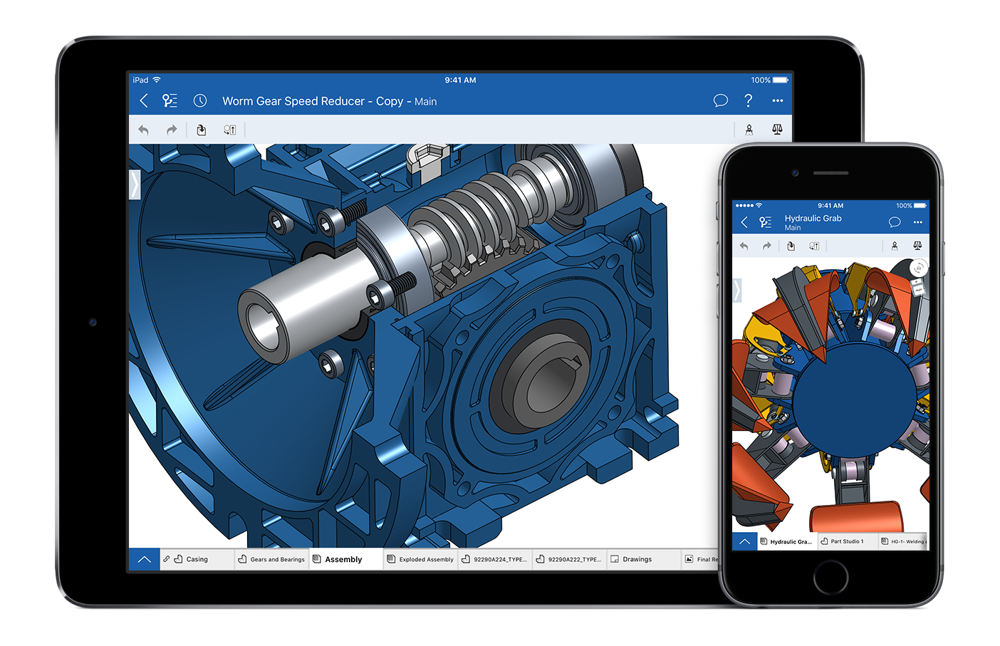 iPad
9:41 AM
100%
Worm Gear Speed Reducer - Copy - Main
?
Casing
Gears and Bearings
Assembly
Exploded Assembly
92290A224_TYPE...
92290A222_TYPE...
Drawings
Final Re
9:41 AM
100%
Hydraulic Grab
Main
Hydraulic Gra...
Part Studio 1
HG-1- Welding